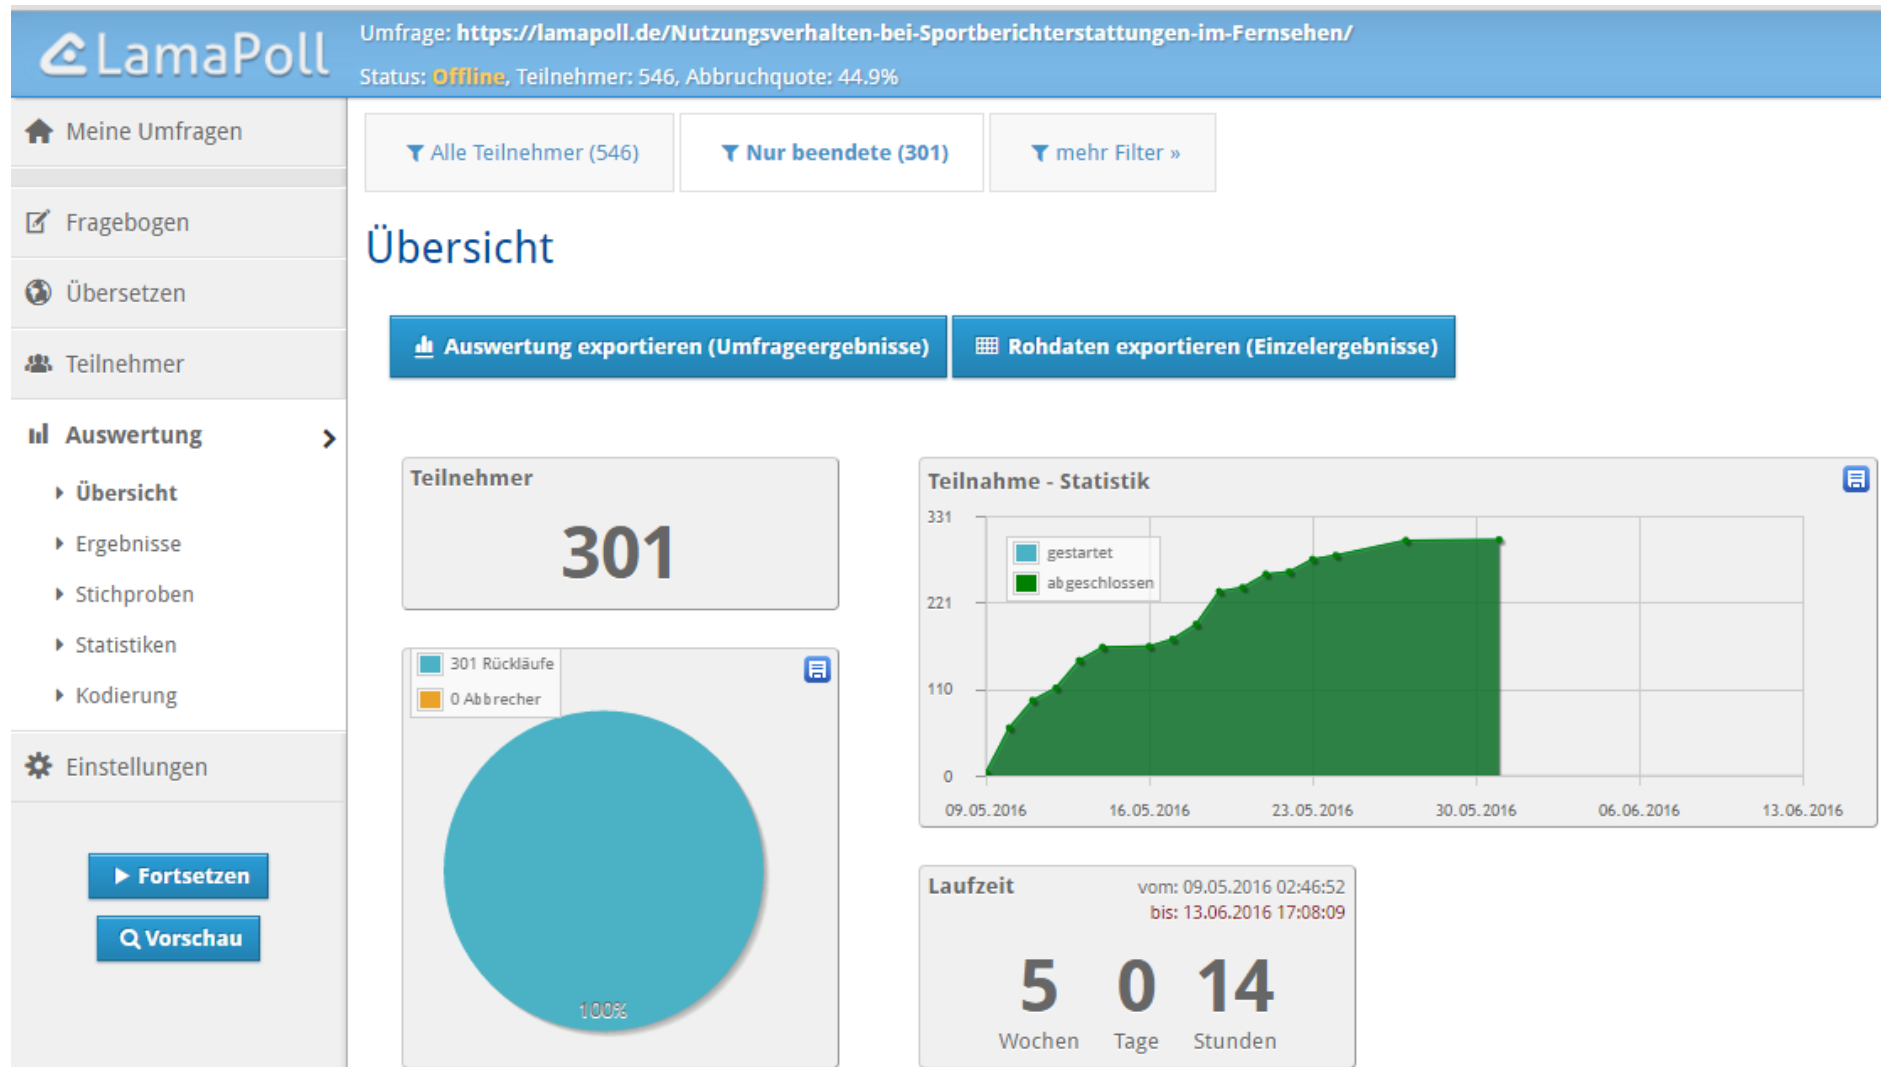 LamaPoll
Umfrage: https://lamapoll.de/Nutzungsverhalten-bei-Sportberichterstattungen-im-Fernsehen/
Status: Offline, Teilnehmer: 546, Abbruchquote: 44.9%
Meine Umfragen
Fragebogen
Übersetzen
Teilnehmer
Auswertung
Übersicht
Ergebnisse
Stichproben
Statistiken
Kodierung
Einstellungen
Fortsetzen
Vorschau
Alle Teilnehmer (546)
Nur beendete (301)
mehr Filter »
Übersicht
Auswertung exportieren (Umfrageergebnisse)
Rohdaten exportieren (Einzelergebnisse)
Teilnehmer
301
301 Rückläufe
0 Abbrecher
100%
Teilnahme - Statistik
331
221
110
0
gestartet
abgeschlossen
09.05.2016
16.05.2016
23.05.2016
30.05.2016
06.06.2016
13.06.2016
Laufzeit
vom: 09.05.2016 02:46:52
bis: 13.06.2016 17:08:09
5 0 14
Wochen Tage Stunden